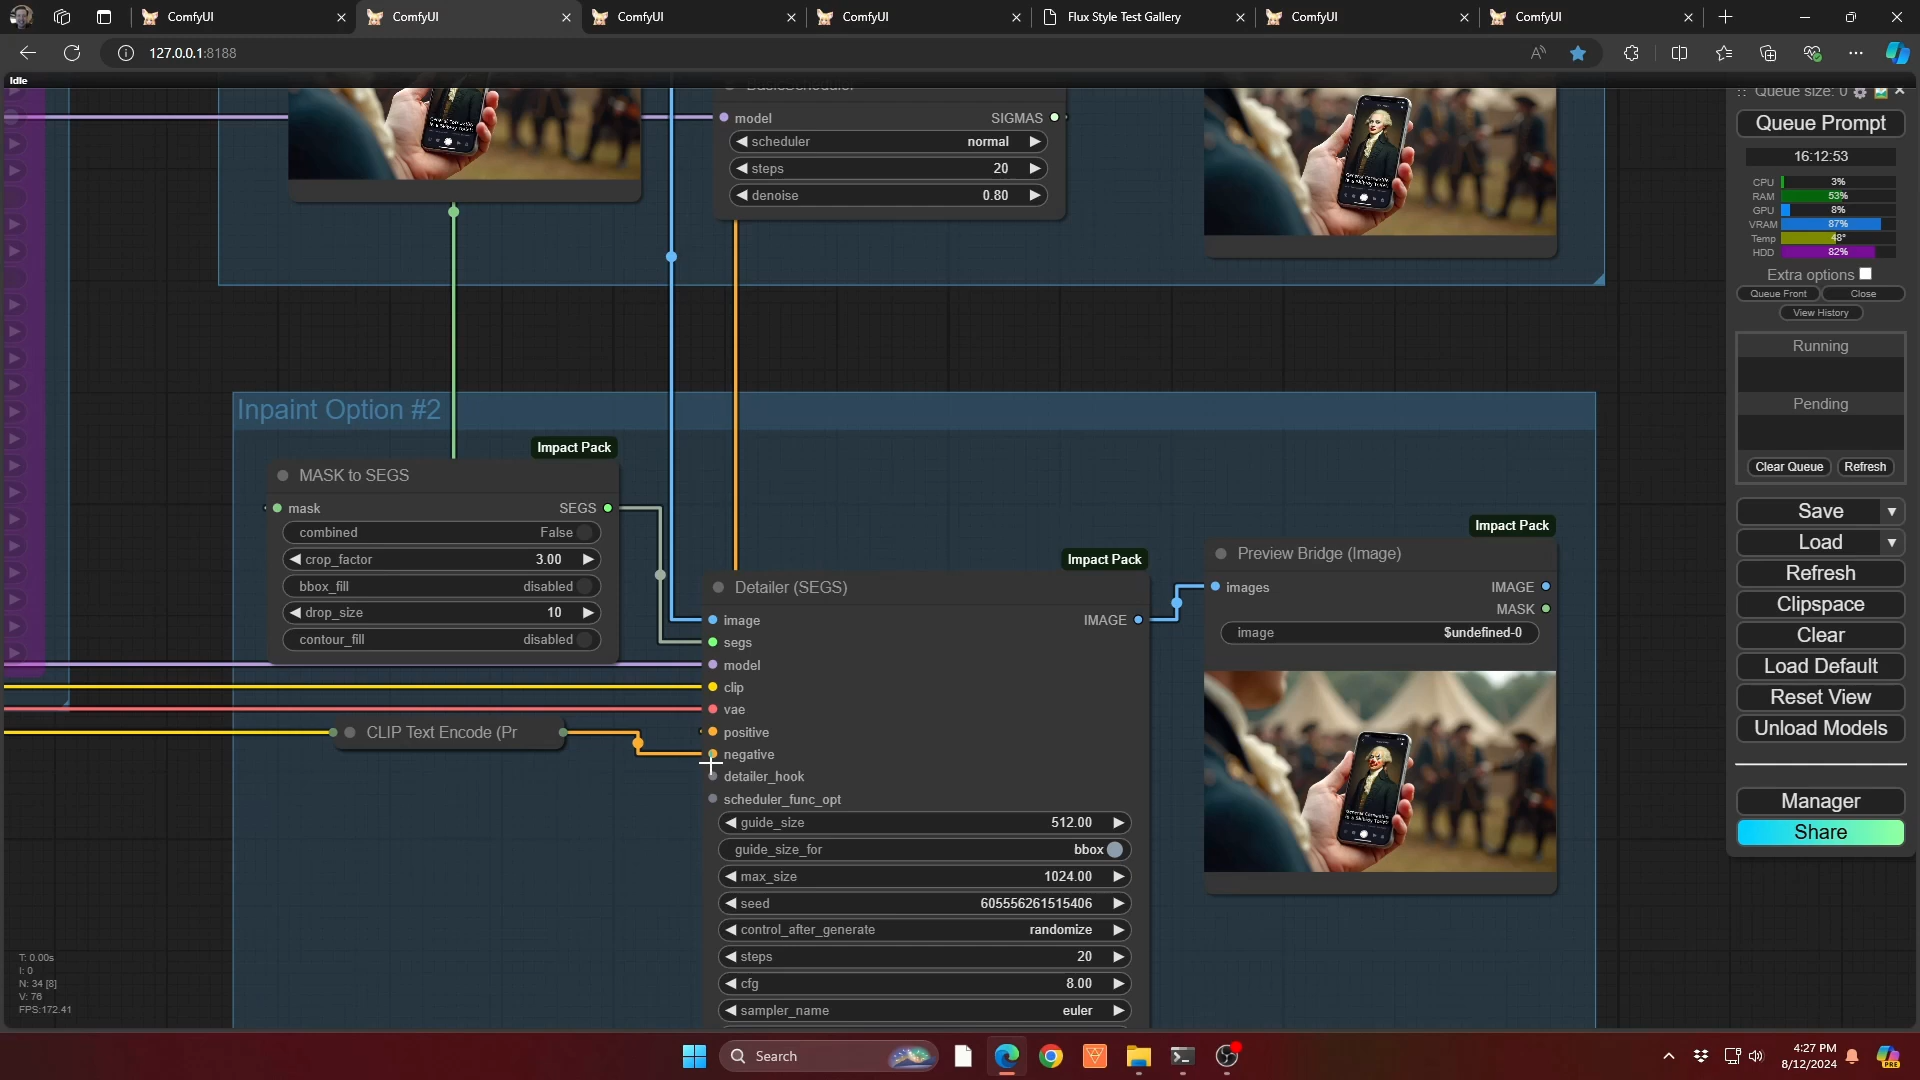 ComfyUI
ComfyUI
ComfyUI
ComfyUI
Flux Style Test Gallery
ComfyUI
ComfyUI
127.0.0.1:8188
Idle
BasicScheduler
model SIGMAS
scheduler normal
steps 20
denoise 0.80
Inpaint Option #2
Impact Pack
MASK to SEGS
mask SEGS
combined False
crop_factor 3.00
bbox_fill disabled
drop_size 10
contour_fill disabled
CLIP Text Encode (Pr
Impact Pack
Detailer (SEGS)
image IMAGE
segs
model
clip
vae
positive
negative
detailer_hook
scheduler_func_opt
guide_size 512.00
guide_size_for bbox
max_size 1024.00
seed 605556261515406
control_after_generate randomize
steps 20
cfg 8.00
sampler_name euler
Impact Pack
Preview Bridge (Image)
images IMAGE
MASK
image $undefined-0
Queue size: 0
Queue Prompt
16:12:53
CPU 3%
RAM 53%
GPU 8%
VRAM 87%
Temp 48°
HDD 82%
Extra options
Queue Front Close
View History
Running
Pending
Clear Queue Refresh
Save
Load
Refresh
Clipspace
Clear
Load Default
Reset View
Unload Models
Manager
Share
T: 0.00s
I: 0
N: 34 [8]
V: 76
FPS:172.41
Search
4:27 PM
8/12/2024
PRE